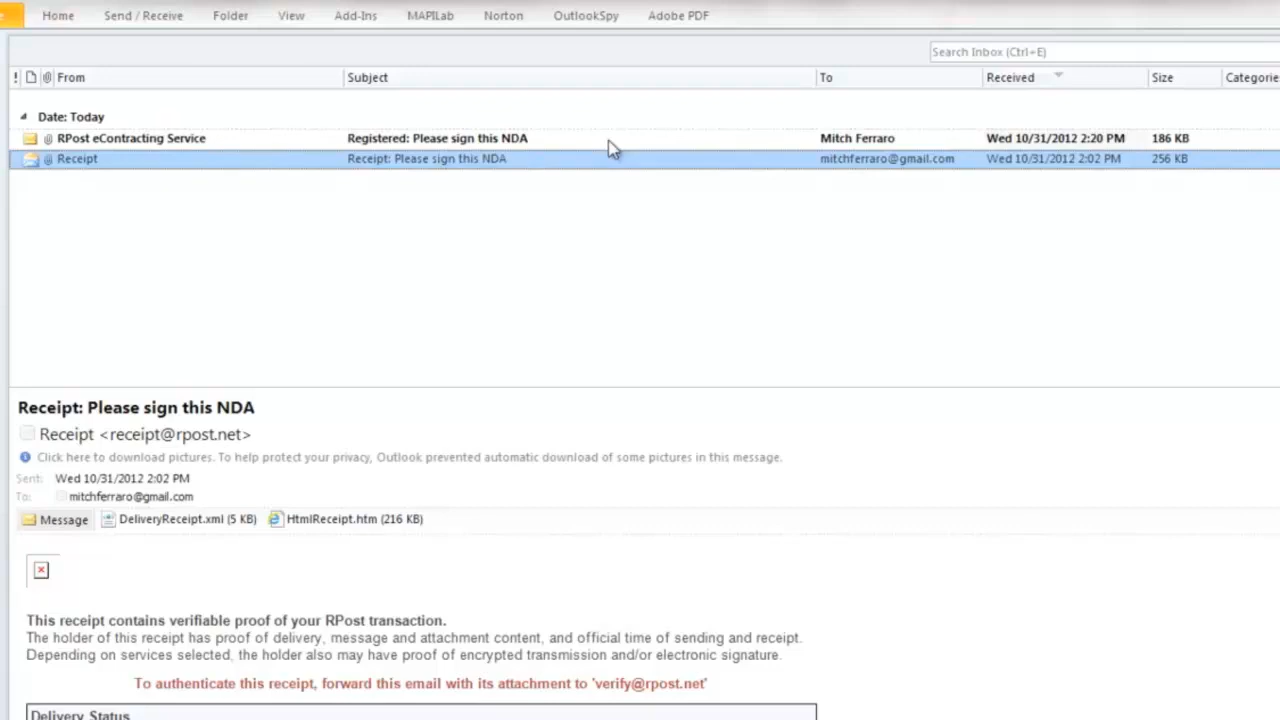 Home Send / Receive Folder View Add-Ins MAPILab Norton OutlookSpy Adobe PDF
Search Inbox (Ctrl+E)
! From Subject To Received Size Categorie
Date: Today
RPost eContracting Service Registered: Please sign this NDA Mitch Ferraro Wed 10/31/2012 2:20 PM 186 KB
Receipt Receipt: Please sign this NDA mitchferraro@gmail.com Wed 10/31/2012 2:02 PM 256 KB
Receipt: Please sign this NDA
Receipt <receipt@rpost.net>
Click here to download pictures. To help protect your privacy, Outlook prevented automatic download of some pictures in this message.
Sent: Wed 10/31/2012 2:02 PM
To: mitchferraro@gmail.com
Message DeliveryReceipt.xml (5 KB) HtmlReceipt.htm (216 KB)
This receipt contains verifiable proof of your RPost transaction.
The holder of this receipt has proof of delivery, message and attachment content, and official time of sending and receipt.
Depending on services selected, the holder also may have proof of encrypted transmission and/or electronic signature.
To authenticate this receipt, forward this email with its attachment to 'verify@rpost.net'
Delivery Status